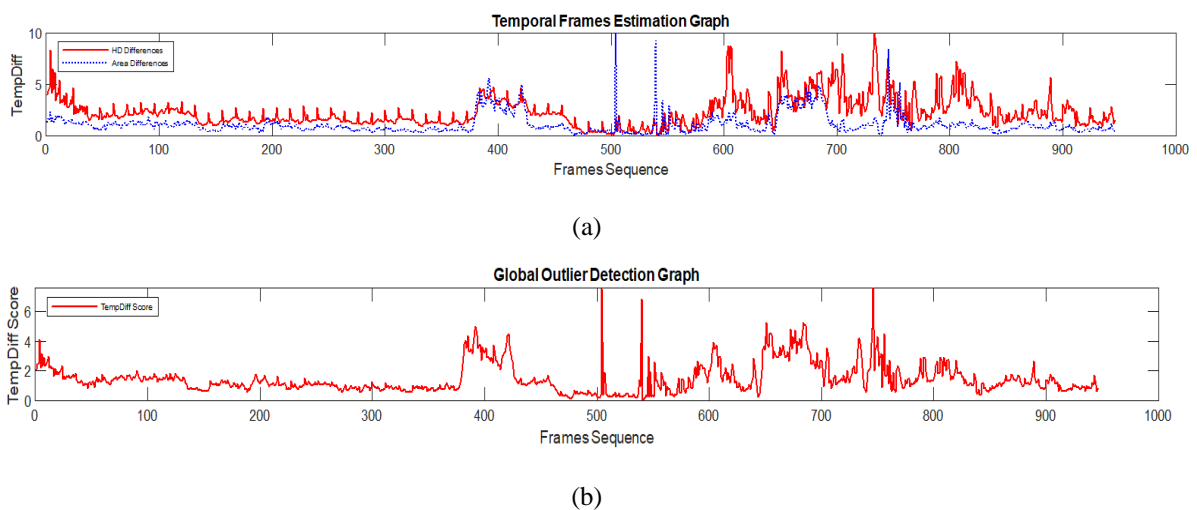 Temporal Frames Estimation Graph
10
5
0
TempDiff
HD Differences
Area Differences
0 100 200 300 400 500 600 700 800 900 1000
Frames Sequence
(a)
Global Outlier Detection Graph
6
4
2
0
TempDiff Score
TempDiff Score
0 100 200 300 400 500 600 700 800 900 1000
Frames Sequence
(b)